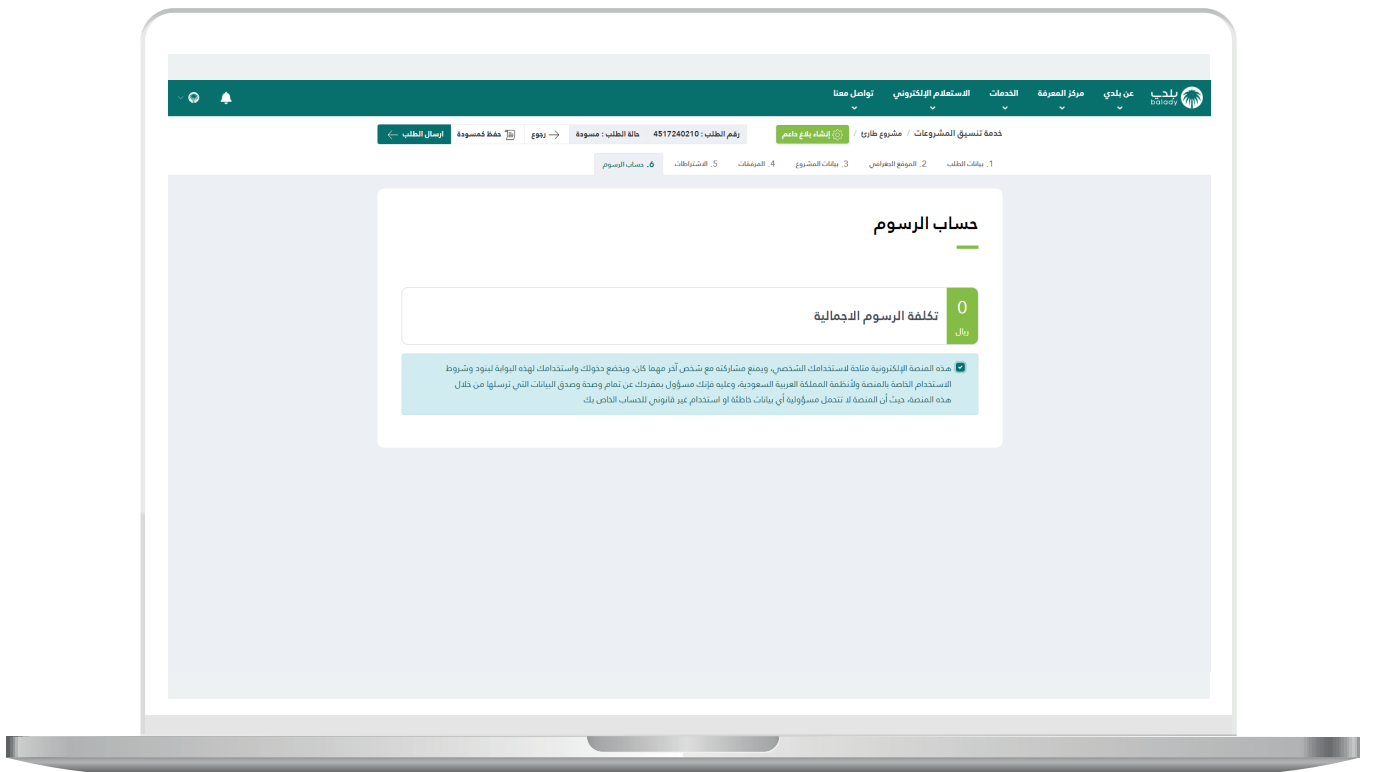 بلدي
balady
عن بلدي
مركز المعرفة
الخدمات
الاستعلام الإلكتروني
تواصل معنا
خدمة تنسيق المشروعات / مشروع طارئ /
إنشاء بلاغ داعم
رقم الطلب : 4517240210
حالة الطلب : مسودة
رجوع
حفظ كمسودة
ارسال الطلب
1. بيانات الطلب
2. الموقع الجغرافي
3. بيانات المشروع
4. المرفقات
5. الاشتراطات
6. حساب الرسوم
حساب الرسوم
0
ريال
تكلفة الرسوم الاجمالية
هذه المنصة الإلكترونية متاحة لاستخدامك الشخصي، ويمنع مشاركته مع شخص آخر مهما كان، ويخضع دخولك واستخدامك لهذه البوابة لبنود وشروط
الاستخدام الخاصة بالمنصة ولأنظمة المملكة العربية السعودية، وعليه فإنك مسؤول بمفردك عن تمام وصحة وصدق البيانات التي ترسلها من خلال
هذه المنصة، حيث أن المنصة لا تتحمل مسؤولية أي بيانات خاطئة او استخدام غير قانوني للحساب الخاص بك